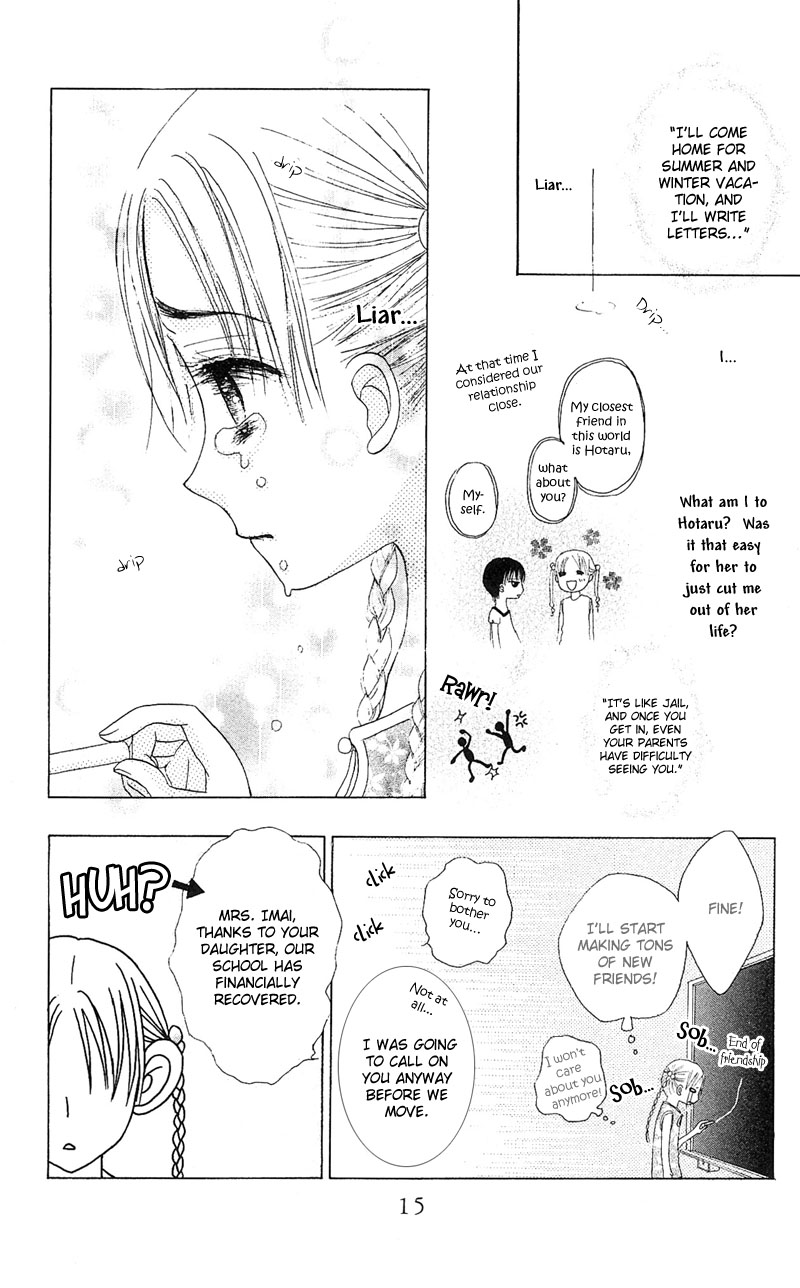 "I'LL COME
HOME FOR
SUMMER AND
WINTER VACA-
TION, AND
I'LL WRITE
LETTERS..."
Liar...
Drip...
I...
At that time I
considered our
relationship
close.
My closest
friend in
this world
is Hotaru,
what
about
you?
My-
self.
What am I to
Hotaru? Was
it that easy
for her to
just cut me
out of her
life?
RAWR!
"IT'S LIKE JAIL,
AND ONCE YOU
GET IN, EVEN
YOUR PARENTS
HAVE DIFFICULTY
SEEING YOU."
drip
Liar...
drip
FINE!
I'LL START
MAKING TONS
OF NEW
FRIENDS!
Sob...
End of
friendship
I won't
care
about you
anymore!
Sob...
click
click
Sorry to
bother
you...
Not at
all...
I WAS GOING
TO CALL ON
YOU ANYWAY
BEFORE WE
MOVE.
HUH?
MRS. IMAI,
THANKS TO YOUR
DAUGHTER, OUR
SCHOOL HAS
FINANCIALLY
RECOVERED.
15